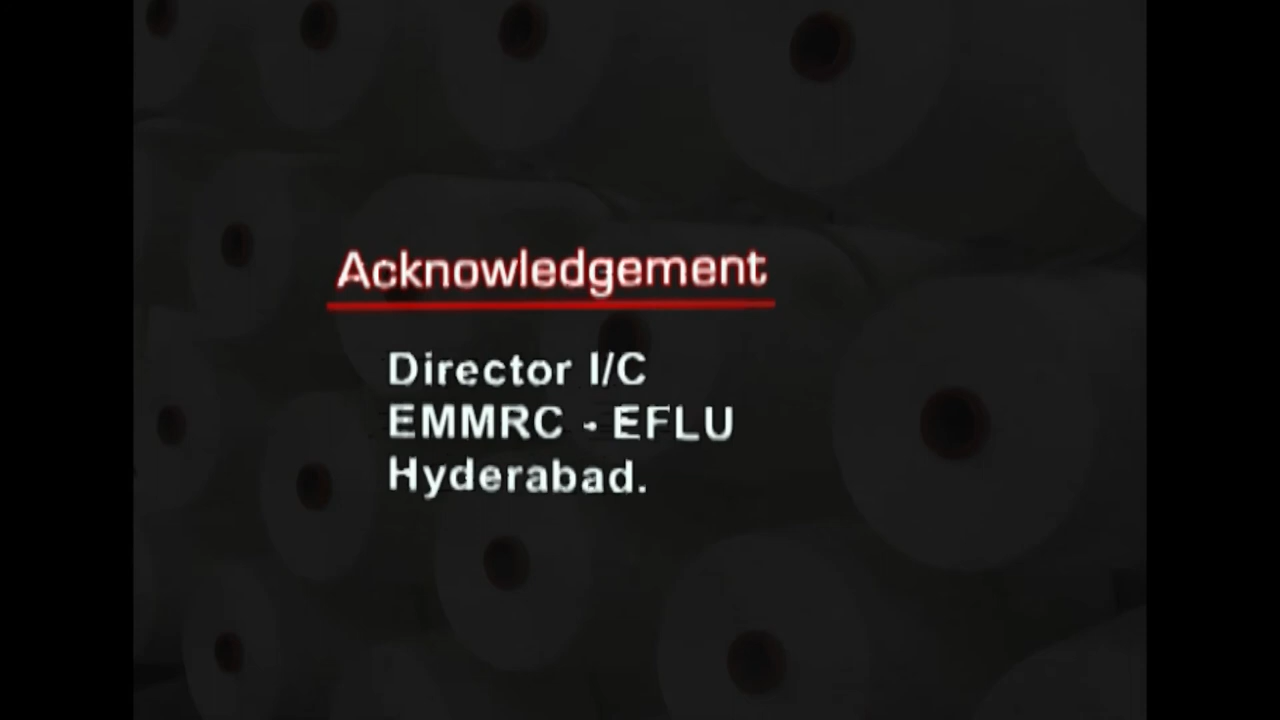 Acknowledgement
Director I/C
EMMRC - EFLU
Hyderabad.